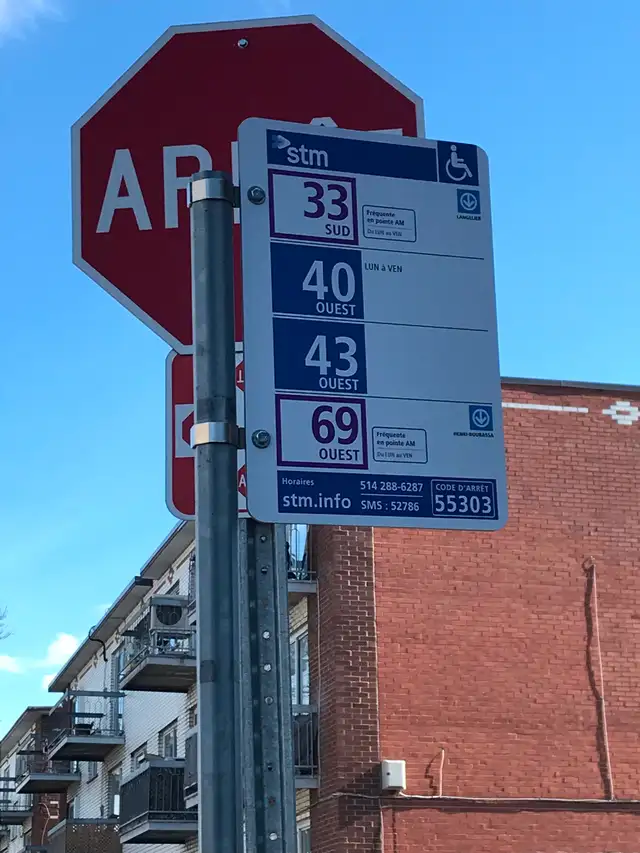 AR
stm
33
SUD
Fréquente
en pointe AM
Du LUN au VEN
LANGELIER
40
OUEST
LUN à VEN
43
OUEST
69
OUEST
Fréquente
en pointe AM
Du LUN au VEN
HENRI-BOURASSA
Horaires
stm.info
514 288-6287
SMS : 52786
CODE D'ARRÊT
55303